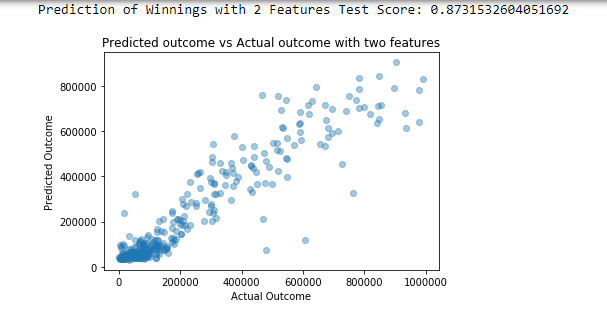 Prediction of Winnings with 2 Features Test Score: 0.8731532604051692
Predicted outcome vs Actual outcome with two features
800000
600000
400000
200000
0
Predicted Outcome
0 200000 400000 600000 800000 1000000
Actual Outcome